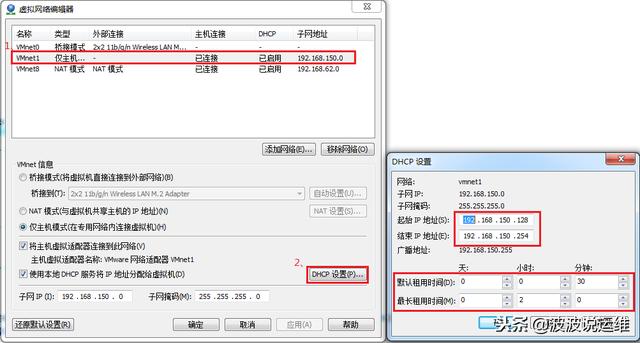 虚拟网络编辑器
名称 类型 外部连接 主机连接 DHCP 子网地址
VMnet0 桥接模式 2x2 11b/g/n Wireless LAN M... - - -
1、
VMnet1 仅主机... - 已连接 已启用 192.168.150.0
VMnet8 NAT 模式 NAT 模式 已连接 已启用 192.168.62.0
添加网络(E)... 移除网络(O)
VMnet 信息
桥接模式(将虚拟机直接连接到外部网络)(B)
桥接到(T): 2x2 11b/g/n Wireless LAN M.2 Adapter 自动设置(U)...
NAT 模式(与虚拟机共享主机的 IP 地址)(N) NAT 设置(S)...
仅主机模式(在专用网络内连接虚拟机)(H)
将主机虚拟适配器连接到此网络(V)
主机虚拟适配器名称: VMware 网络适配器 VMnet1
2、
使用本地 DHCP 服务将 IP 地址分配给虚拟机(D) DHCP 设置(P)...
子网 IP (I): 192 . 168 . 150 . 0 子网掩码(M): 255 . 255 . 255 . 0
还原默认设置(R) 确定 取消 应用(A) 帮助
DHCP 设置
网络: vmnet1
子网 IP: 192.168.150.0
子网掩码: 255.255.255.0
起始 IP 地址(S): 192 . 168 . 150 . 128
结束 IP 地址(E): 192 . 168 . 150 . 254
广播地址: 192.168.150.255
天: 小时: 分钟:
默认租用时间(D): 0 0 30
最长租用时间(M): 0 2 0
头条 @波波说运维